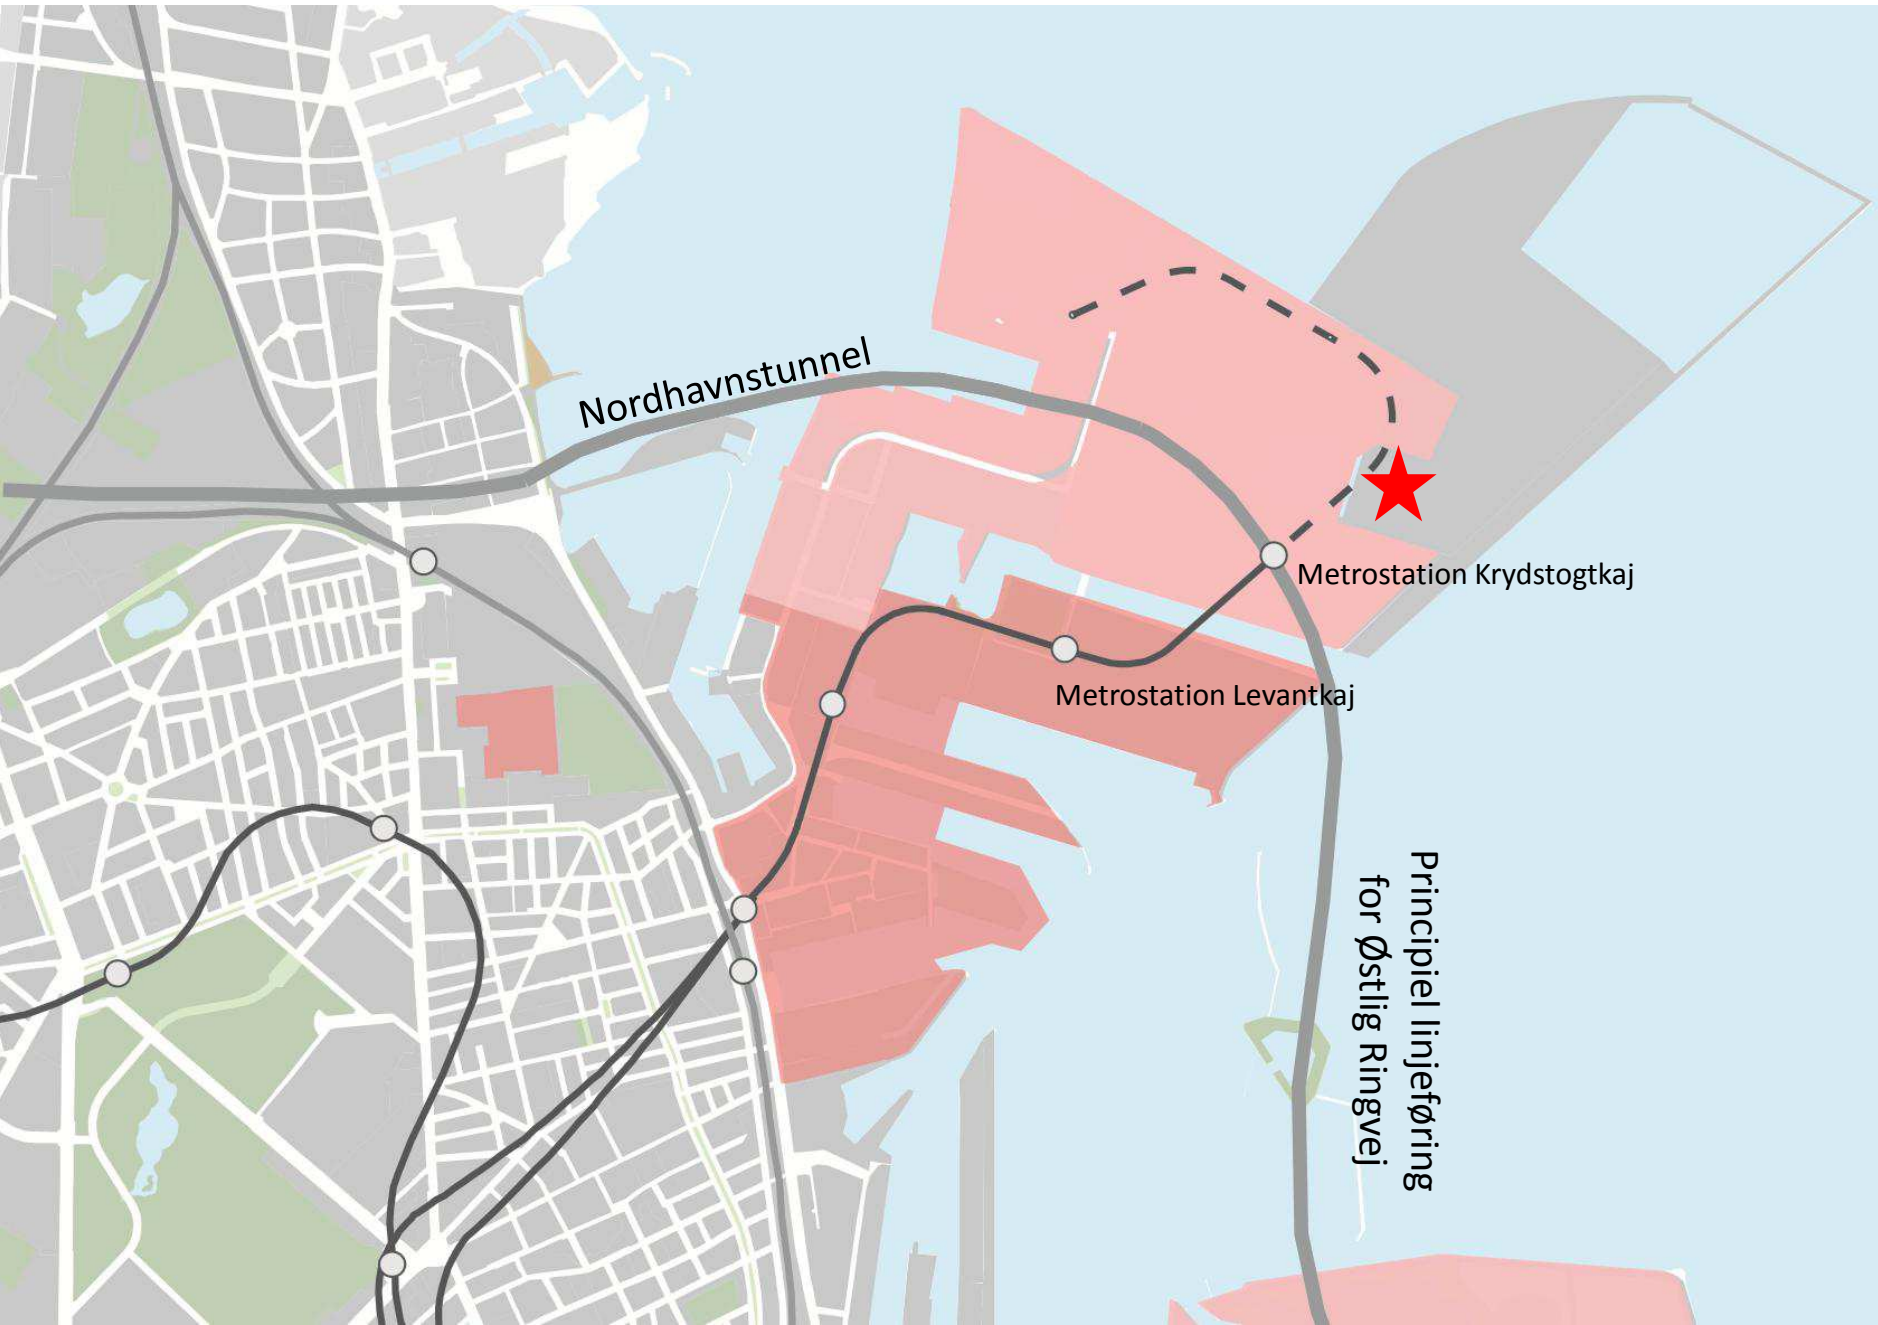 Nordhavnstunnel
Metrostation Krydstogtkaj
Metrostation Levantkaj
Principiel linjeføring
for Østlig Ringvej